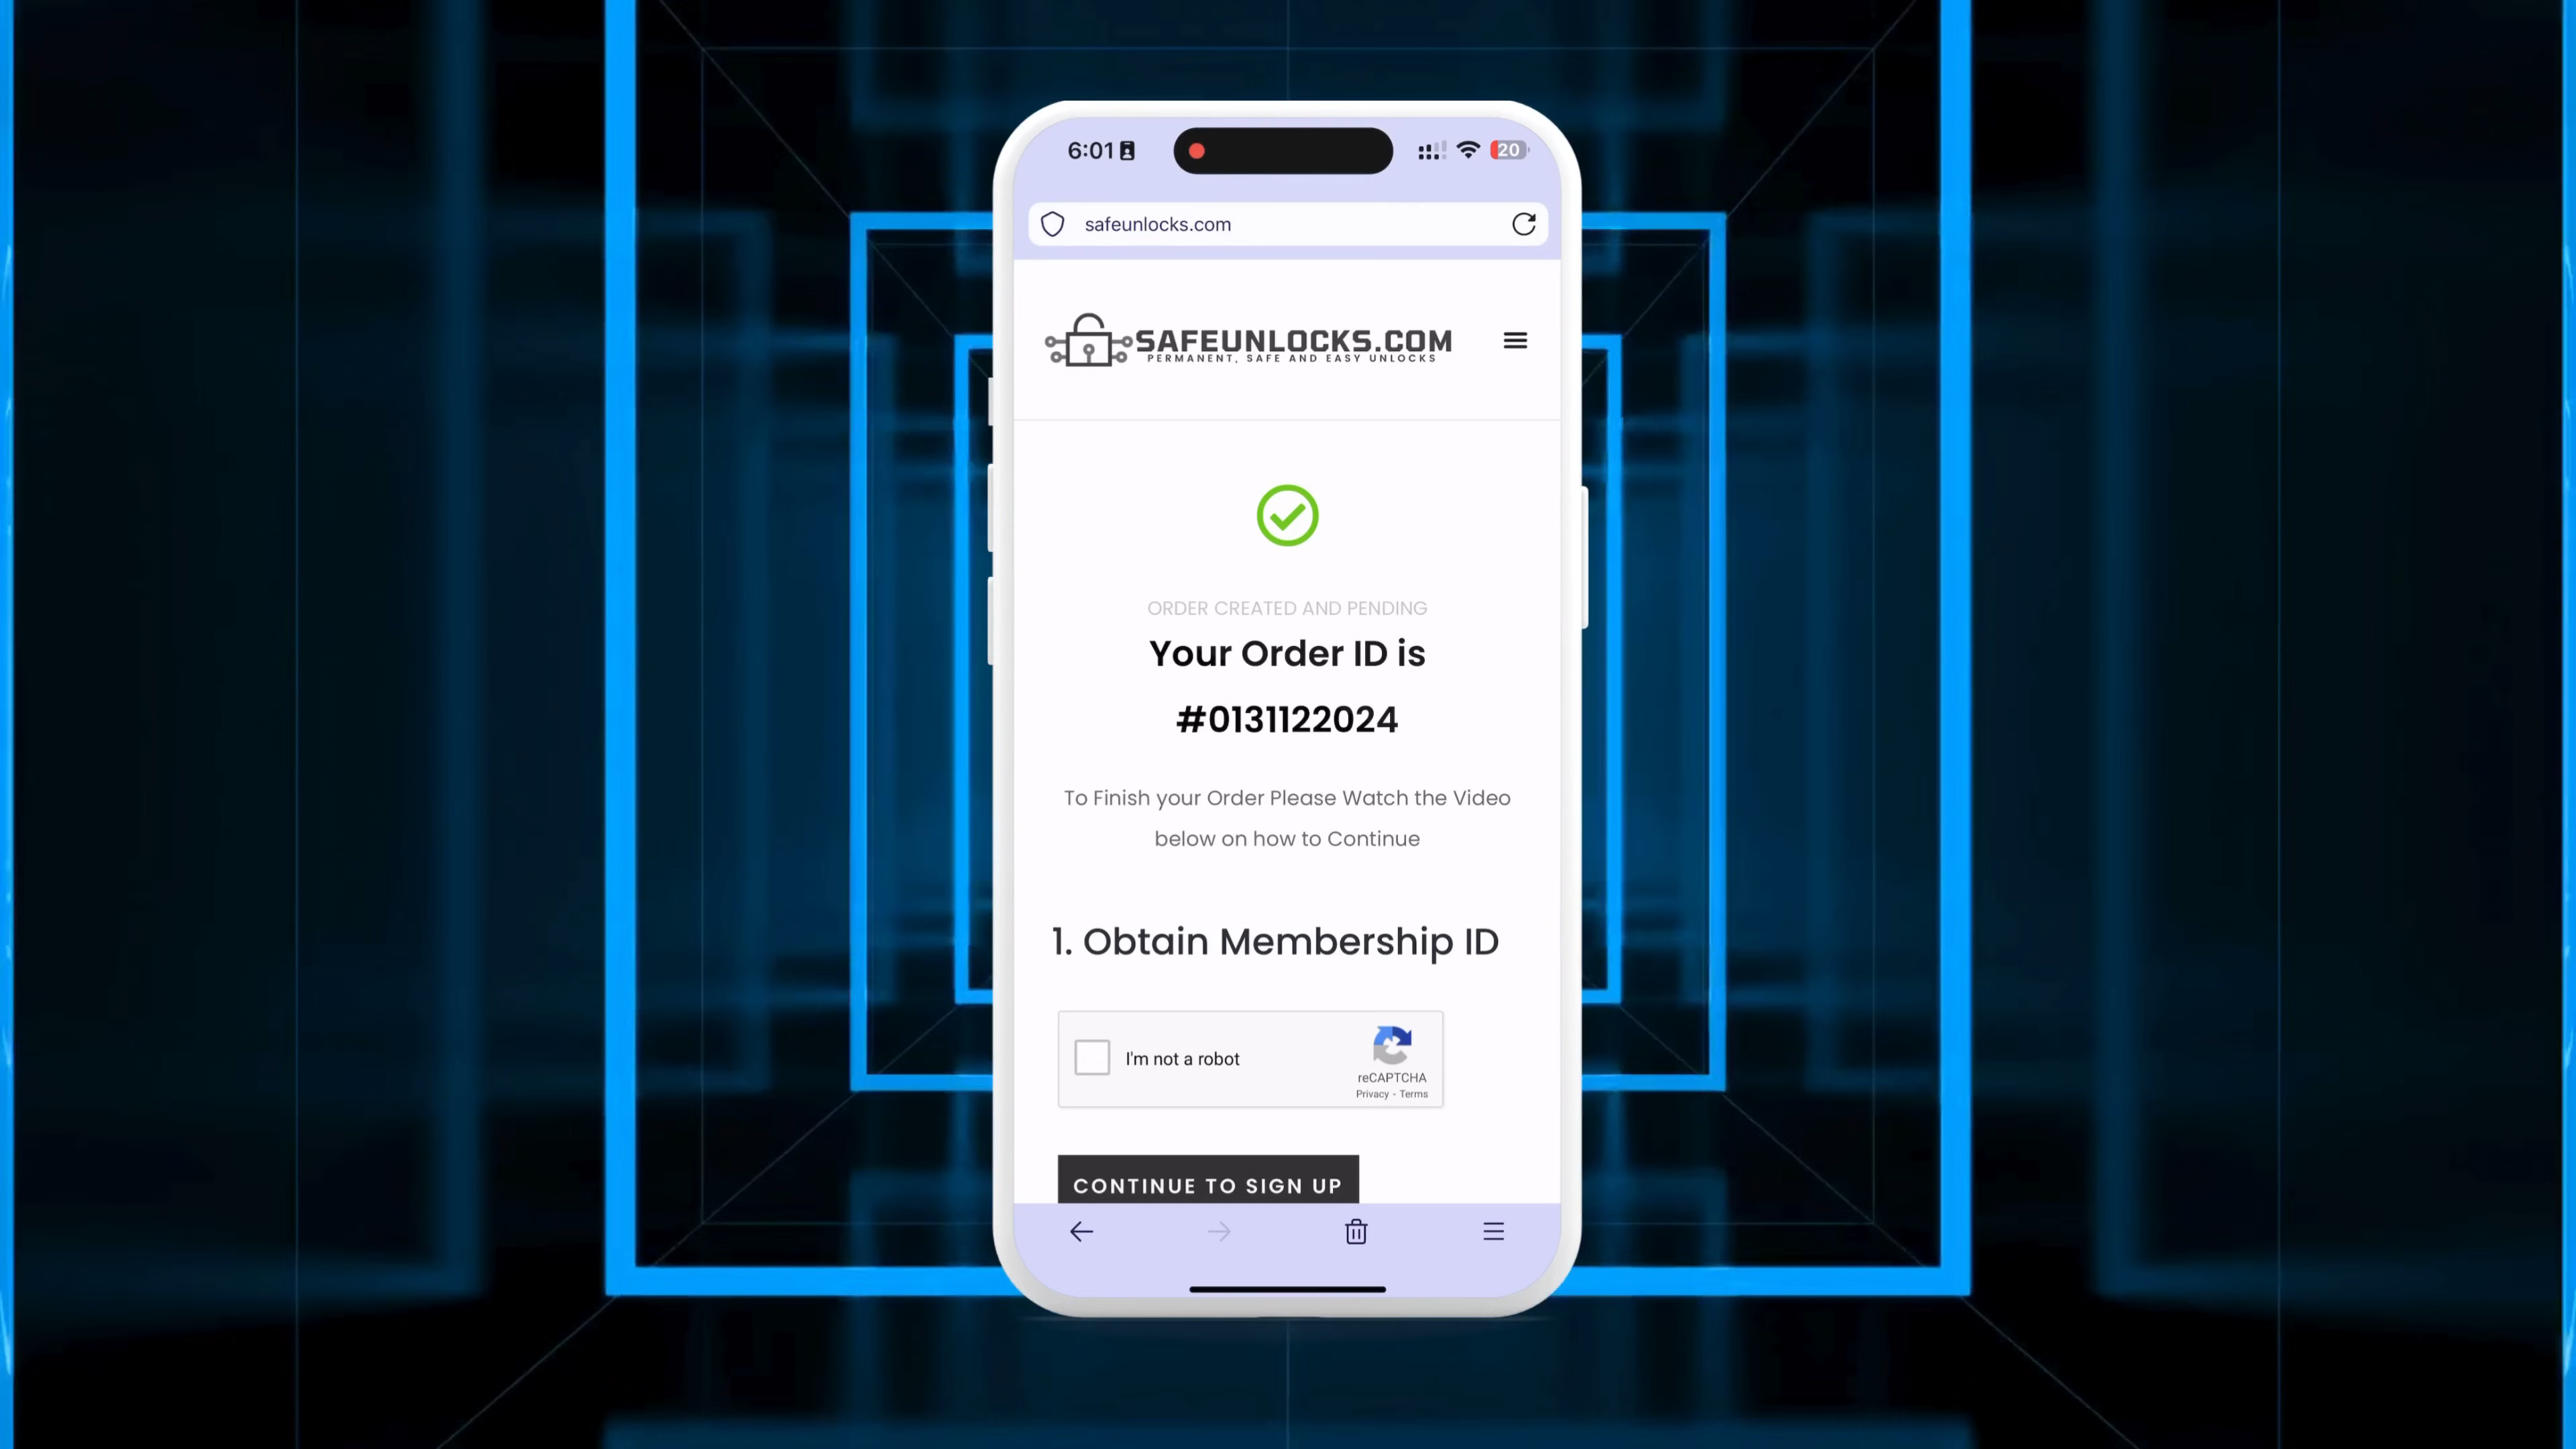 6:01
20
safeunlocks.com
SAFEUNLOCKS.COM
PERMANENT, SAFE AND EASY UNLOCKS
ORDER CREATED AND PENDING
Your Order ID is
#0131122024
To Finish your Order Please Watch the Video
below on how to Continue
1. Obtain Membership ID
I'm not a robot
reCAPTCHA
Privacy - Terms
CONTINUE TO SIGN UP